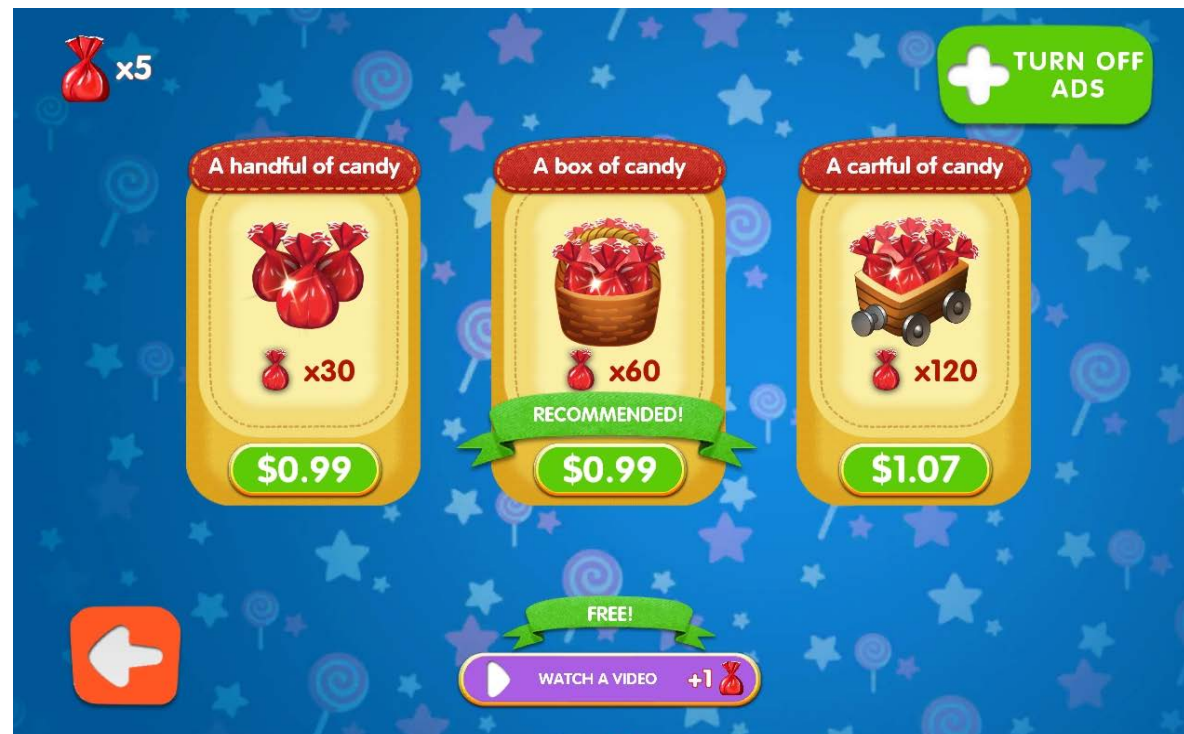 x5
TURN OFF
ADS
A handful of candy
x30
$0.99
A box of candy
x60
RECOMMENDED!
$0.99
A cartful of candy
x120
$1.07
FREE!
WATCH A VIDEO +1